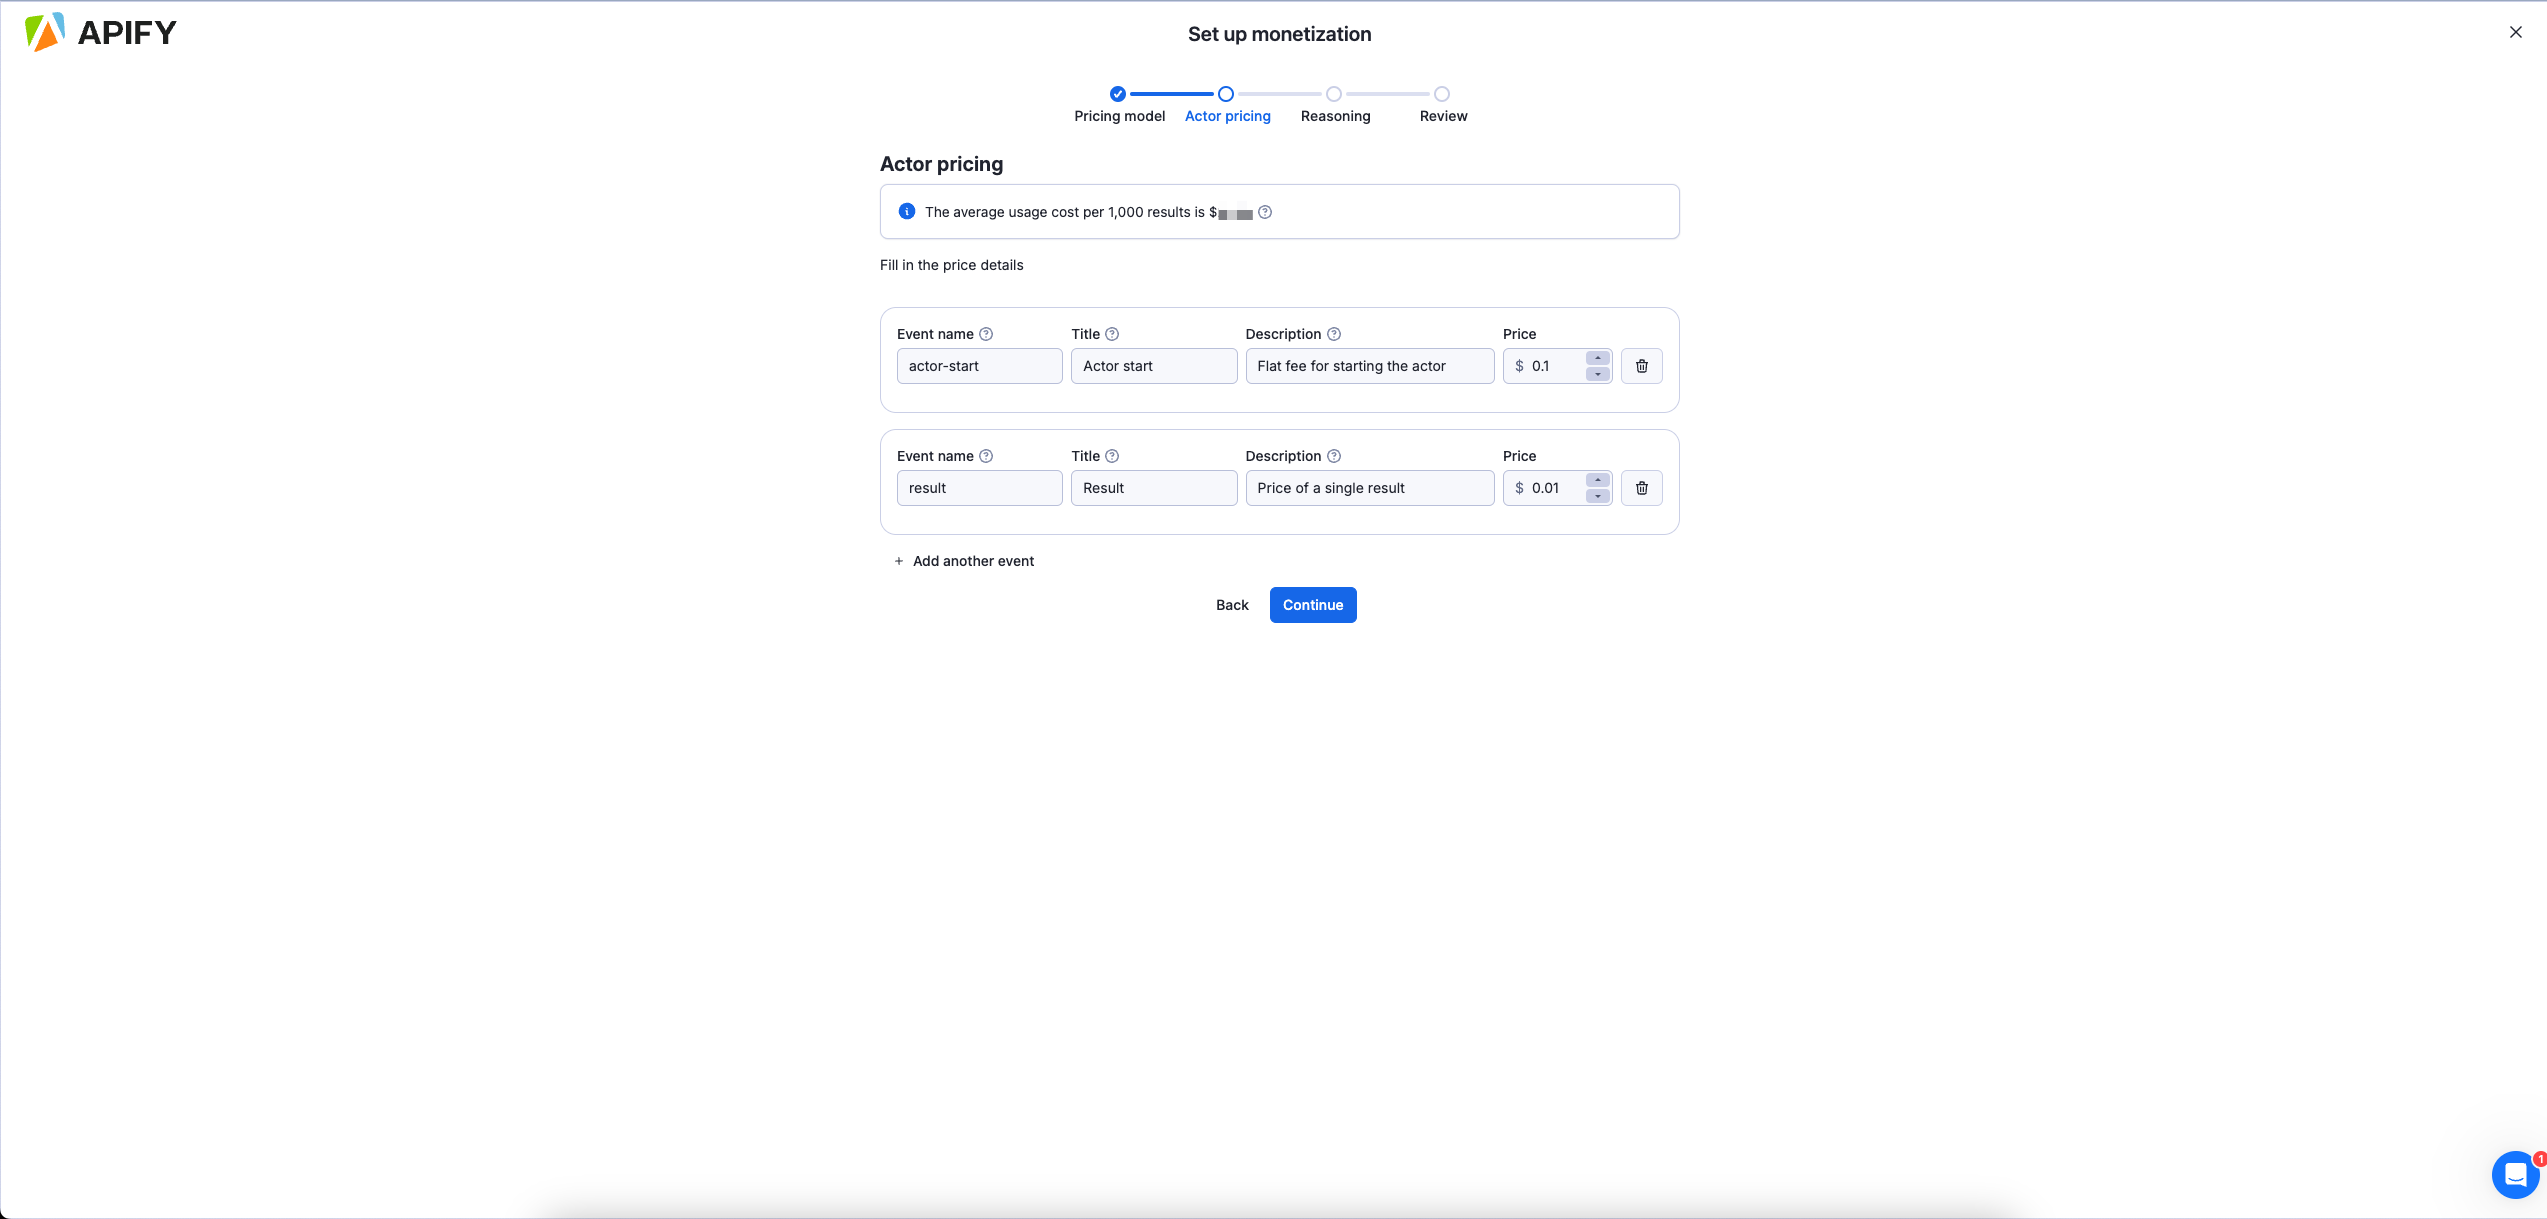 APIFY
Set up monetization
Pricing model Actor pricing Reasoning Review
Actor pricing
The average usage cost per 1,000 results is $
Fill in the price details
Event name Title Description Price
actor-start Actor start Flat fee for starting the actor $ 0.1
Event name Title Description Price
result Result Price of a single result $ 0.01
+ Add another event
Back Continue
1